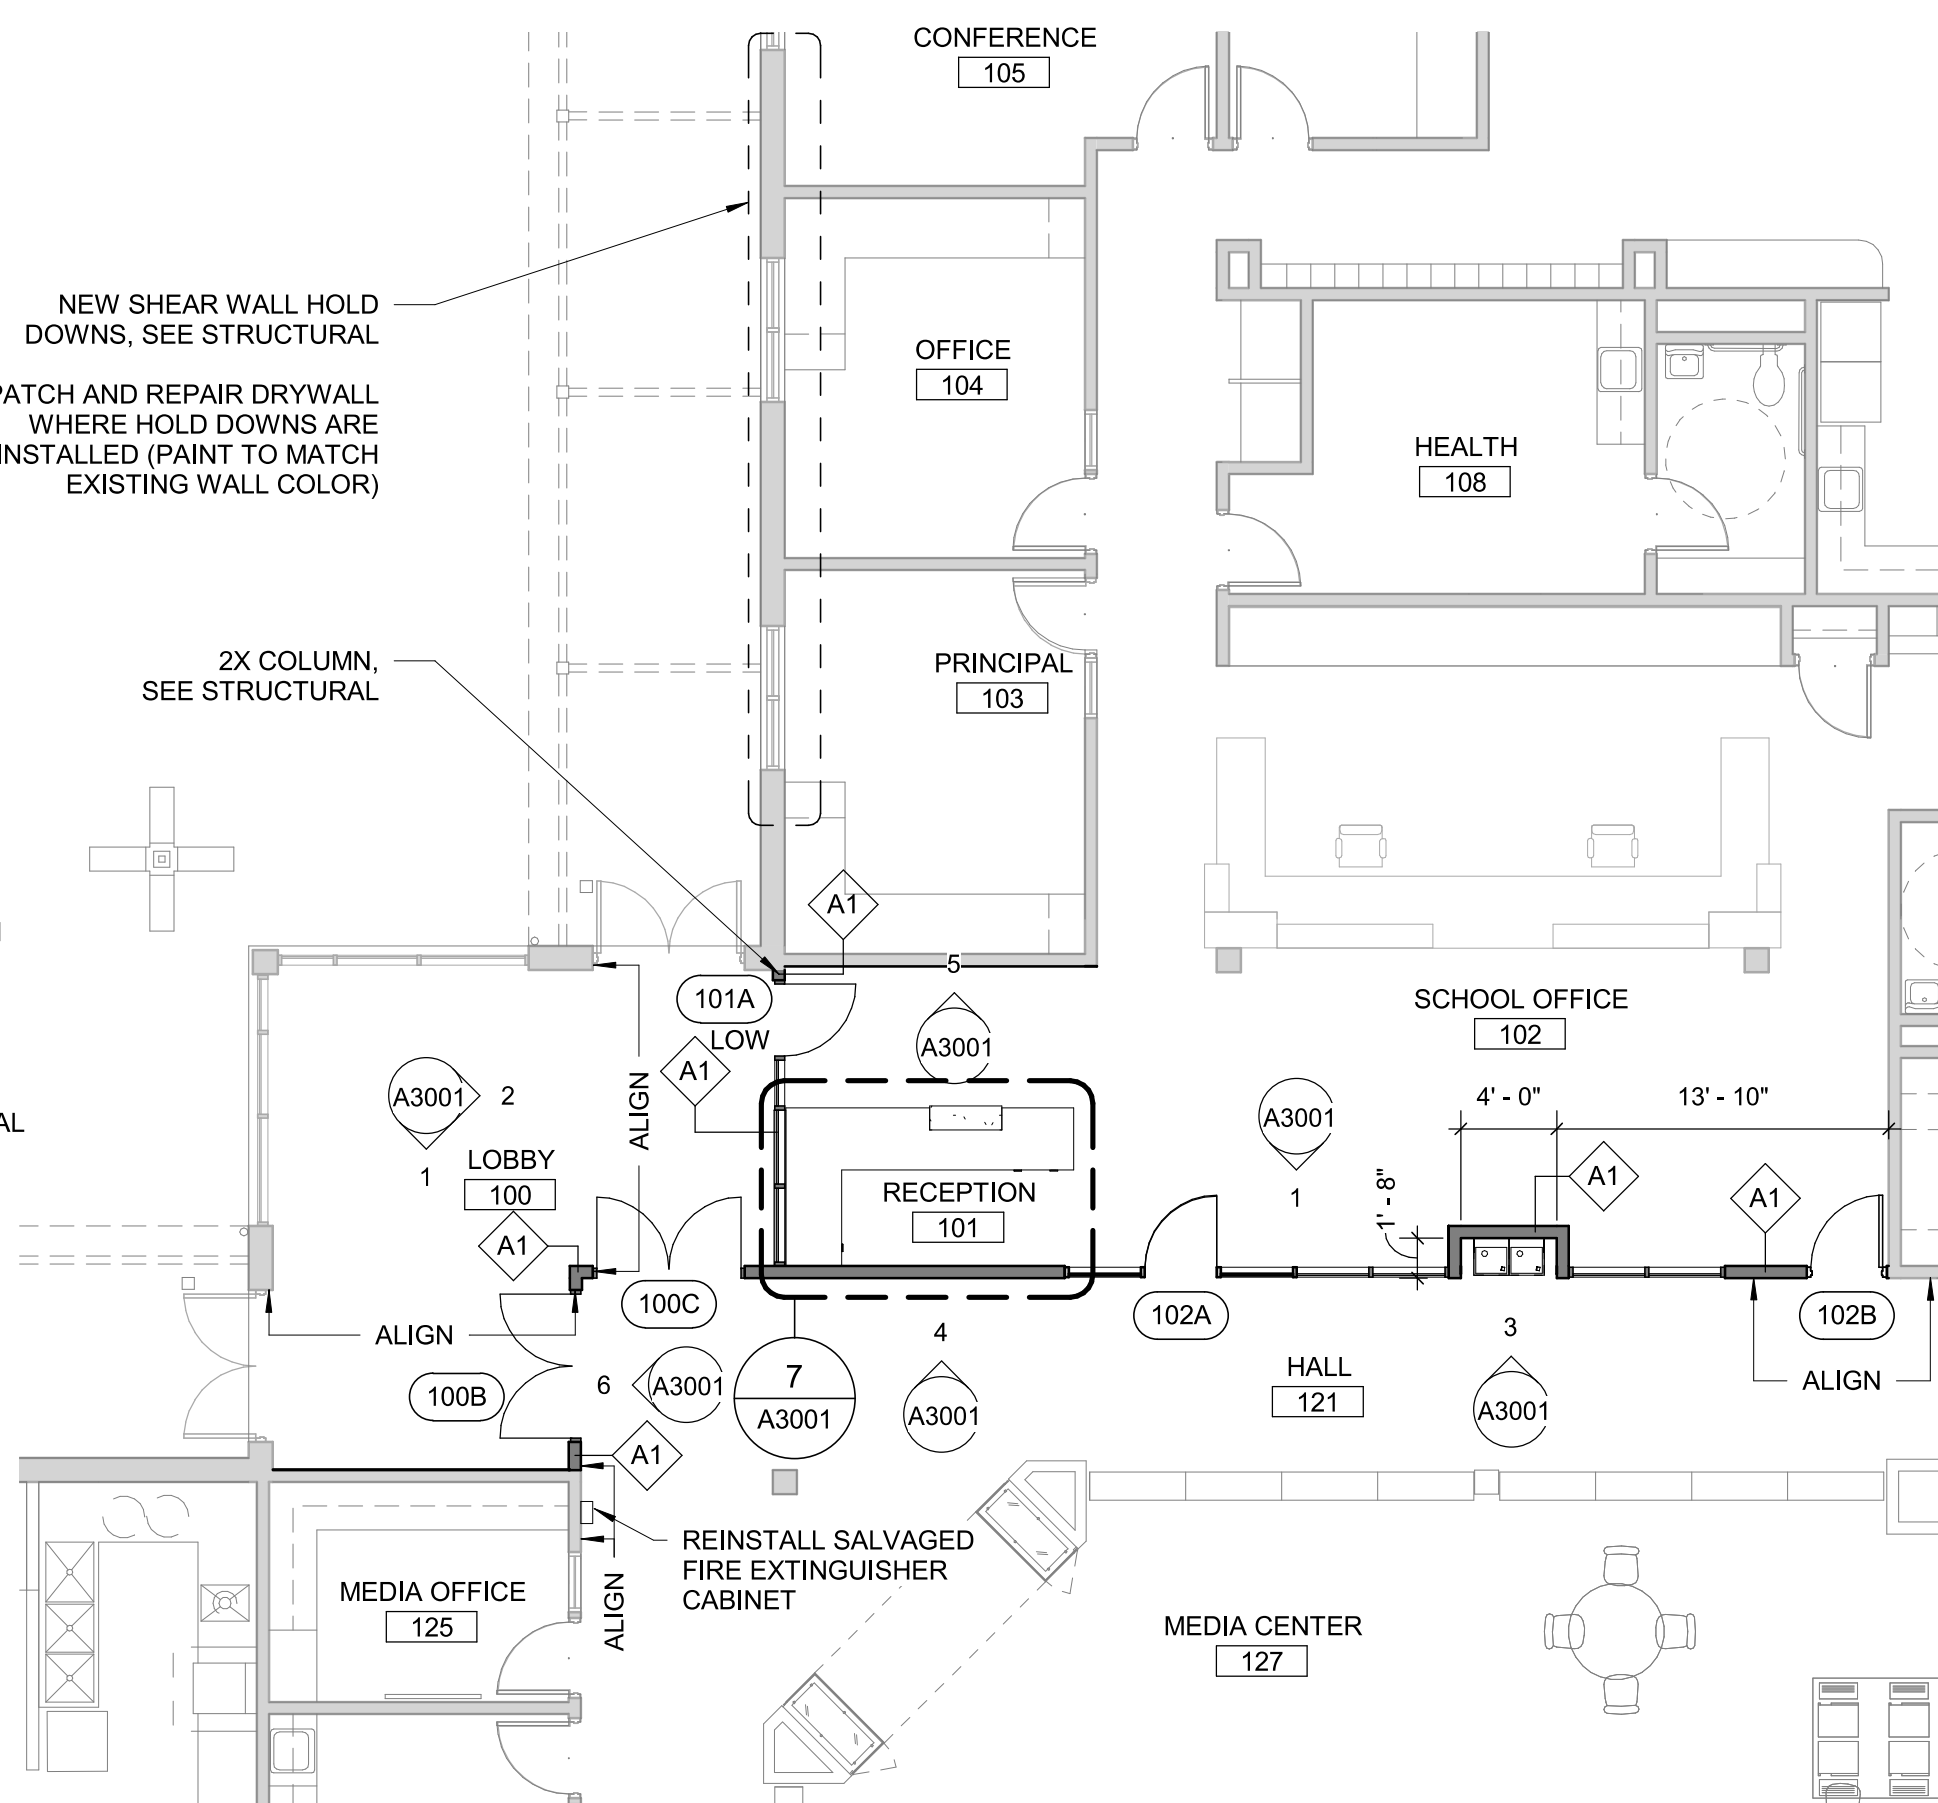 CONFERENCE
105
NEW SHEAR WALL HOLD
DOWNS, SEE STRUCTURAL
PATCH AND REPAIR DRYWALL
WHERE HOLD DOWNS ARE
INSTALLED (PAINT TO MATCH
EXISTING WALL COLOR)
OFFICE
104
HEALTH
108
2X COLUMN,
SEE STRUCTURAL
PRINCIPAL
103
A1
5
101A
LOW
A3001
A1
SCHOOL OFFICE
102
A3001
2
1
ALIGN
A3001
1
4' - 0"
13' - 10"
1' - 8"
A1
A1
LOBBY
100
A1
RECEPTION
101
100C
102A
102B
ALIGN
100B
6
A3001
7
A3001
4
A3001
HALL
121
3
A3001
ALIGN
A1
REINSTALL SALVAGED
FIRE EXTINGUISHER
CABINET
ALIGN
MEDIA OFFICE
125
MEDIA CENTER
127